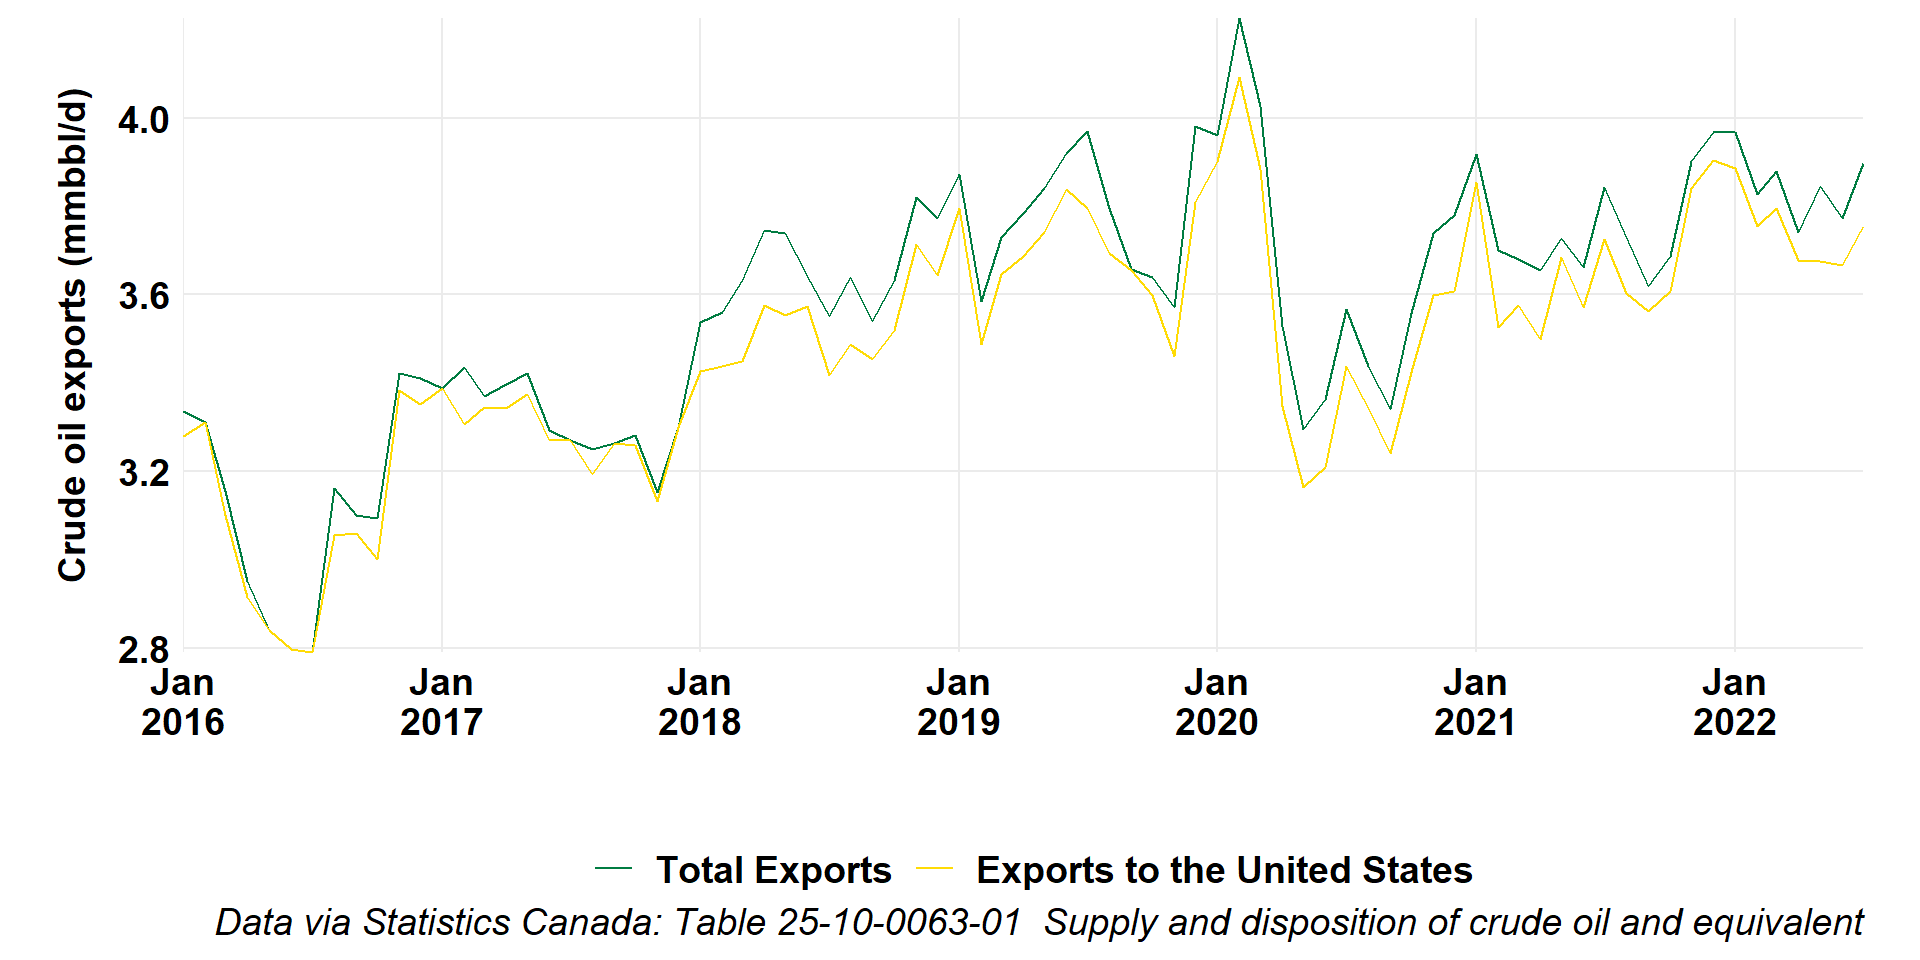 Crude oil exports (mmbbl/d)
4.0
3.6
3.2
2.8
Jan Jan Jan Jan Jan Jan Jan
2016 2017 2018 2019 2020 2021 2022
Total Exports Exports to the United States
Data via Statistics Canada: Table 25-10-0063-01 Supply and disposition of crude oil and equivalent